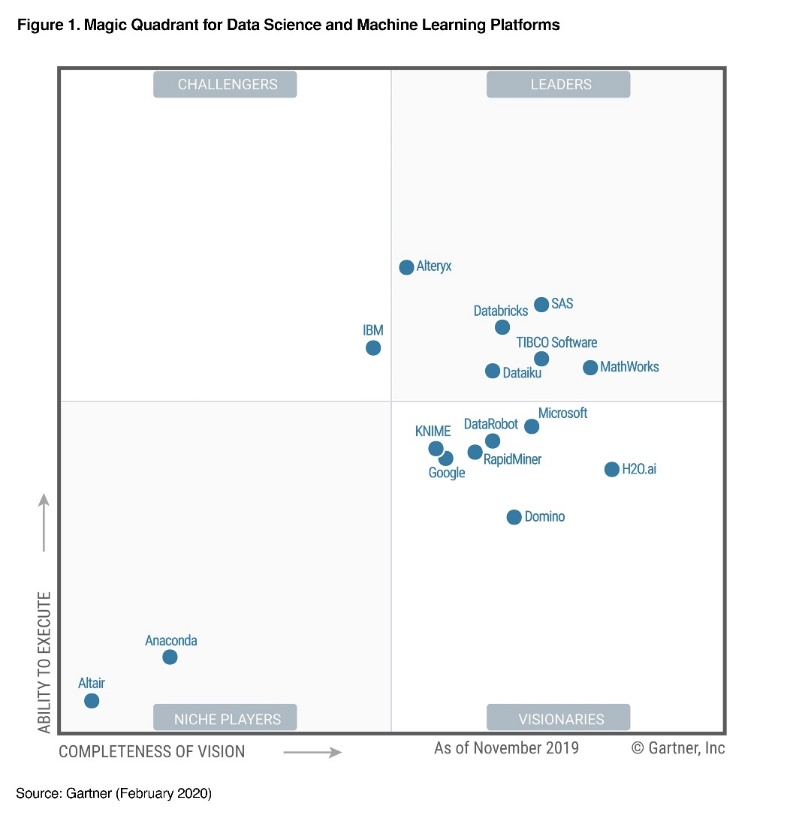 Figure 1. Magic Quadrant for Data Science and Machine Learning Platforms
CHALLENGERS
LEADERS
Alteryx
SAS
Databricks
IBM
TIBCO Software
MathWorks
Dataiku
Microsoft
DataRobot
KNIME
RapidMiner
Google
H2O.ai
Domino
ABILITY TO EXECUTE
Anaconda
Altair
NICHE PLAYERS
VISIONARIES
COMPLETENESS OF VISION
As of November 2019
© Gartner, Inc
Source: Gartner (February 2020)